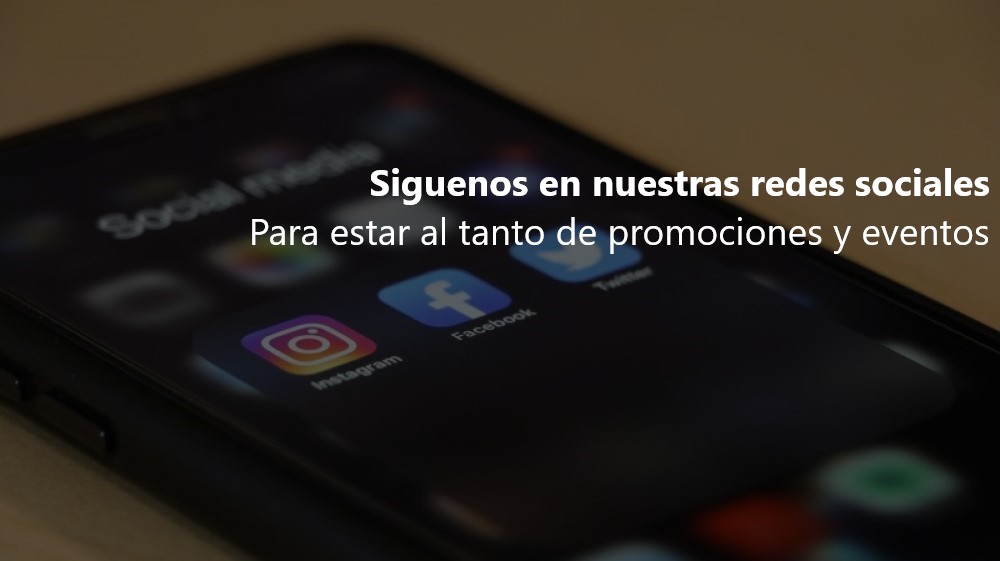 Social media
Siguenos en nuestras redes sociales
Para estar al tanto de promociones y eventos
Twitter
Facebook
Instagram